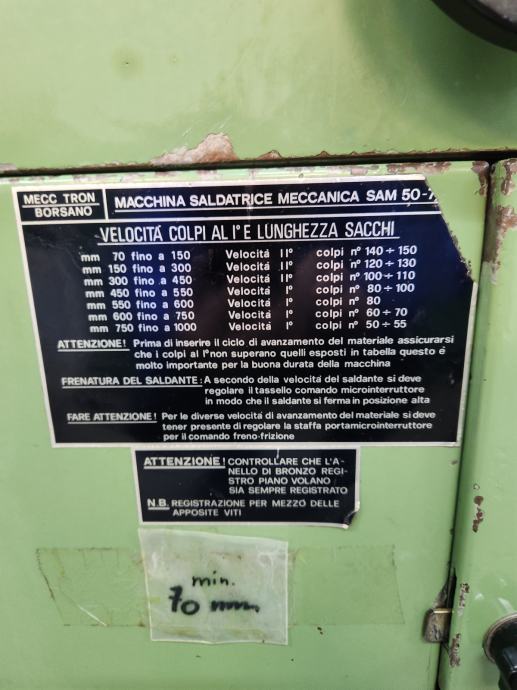 MECC TRON
BORSANO
MACCHINA SALDATRICE MECCANICA SAM 50-7
VELOCITÀ COLPI AL I° E LUNGHEZZA SACCHI
mm 70 fino a 150 Velocità II° colpi n° 140 ÷ 150
mm 150 fino a 300 Velocità II° colpi n° 120 ÷ 130
mm 300 fino a 450 Velocità II° colpi n° 100 ÷ 110
mm 450 fino a 550 Velocità I° colpi n° 80 ÷ 100
mm 550 fino a 600 Velocità I° colpi n° 80
mm 600 fino a 750 Velocità I° colpi n° 60 ÷ 70
mm 750 fino a 1000 Velocità I° colpi n° 50 ÷ 55
ATTENZIONE! Prima di inserire il ciclo di avanzamento del materiale assicurarsi
che i colpi al I° non superano quelli esposti in tabella questo é
molto importante per la buona durata della macchina
FRENATURA DEL SALDANTE: A secondo della velocità del saldante si deve
regolare il tassello comando microinterruttore
in modo che il saldante si ferma in posizione alta
FARE ATTENZIONE! Per le diverse velocità di avanzamento del materiale si deve
tener presente di regolare la staffa portamicrointerruttore
per il comando freno-frizione
ATTENZIONE! CONTROLLARE CHE L'A-
NELLO DI BRONZO REGI-
STRO PIANO VOLANO
SIA SEMPRE REGISTRATO
N.B. REGISTRAZIONE PER MEZZO DELLE
APPOSITE VITI
min.
70 mm.